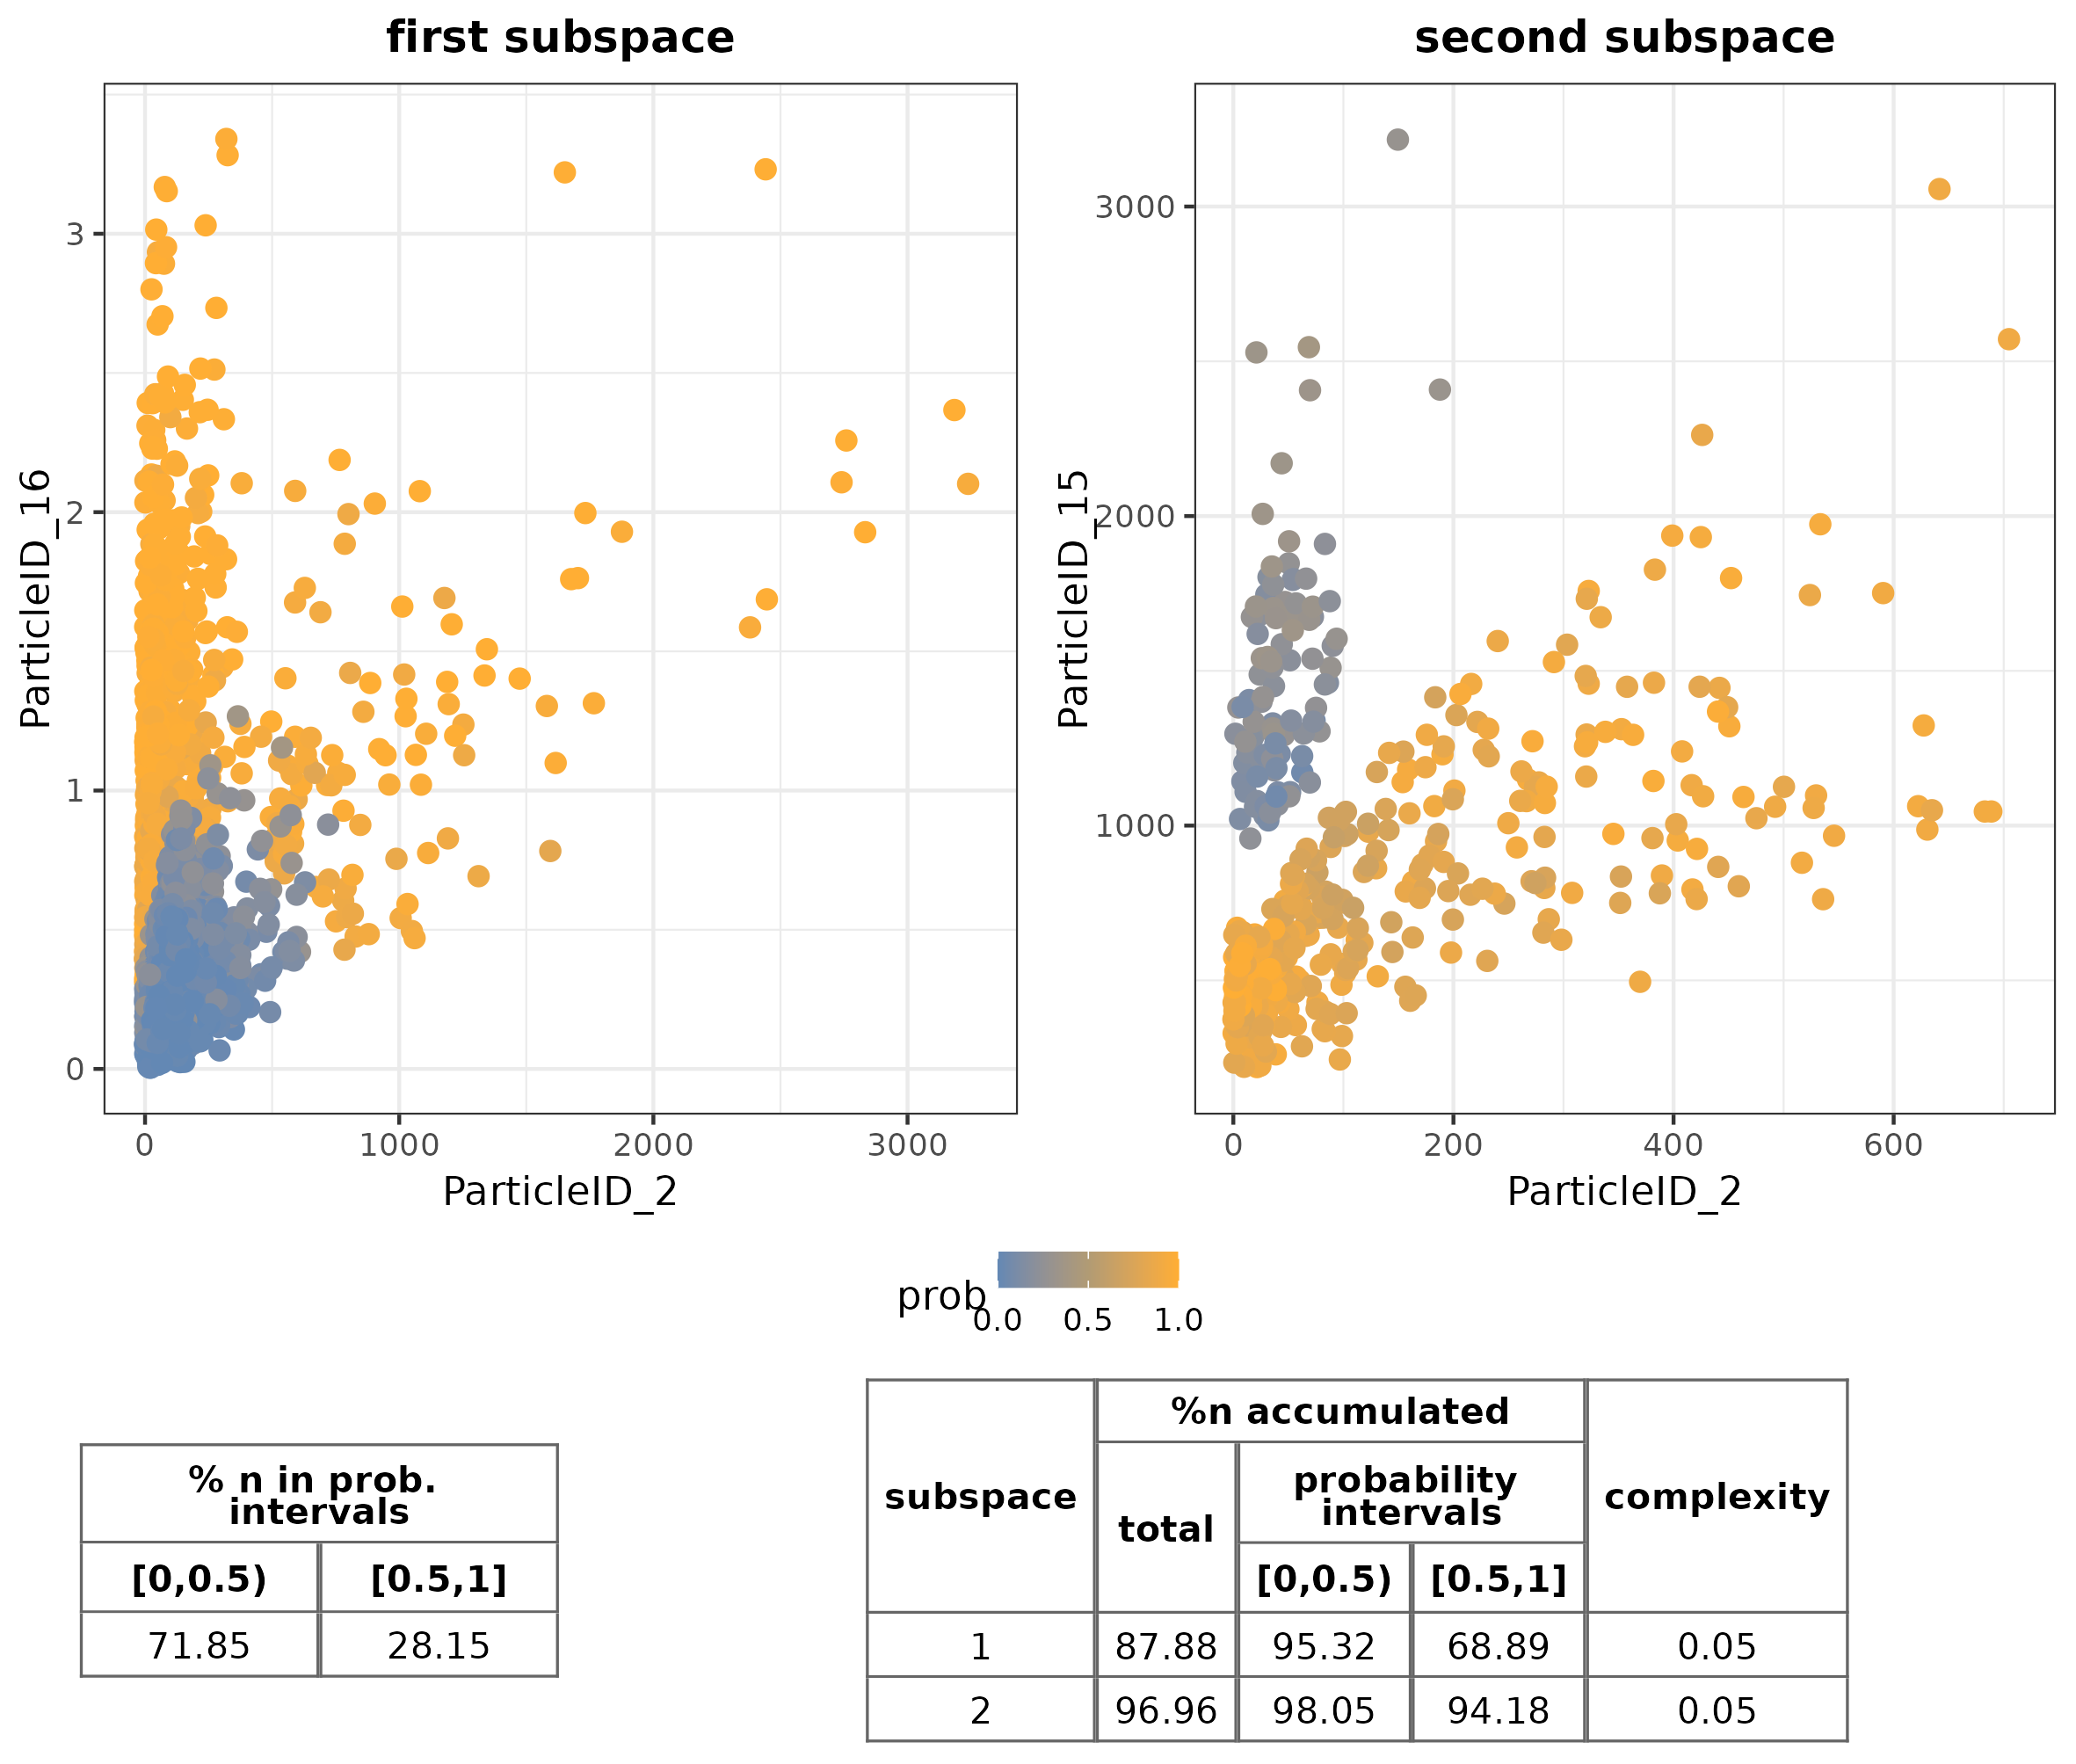 first subspace
second subspace
ParticleID_16
3
2
1
0
0 1000 2000 3000
ParticleID_2
ParticleID_15
3000
2000
1000
0 200 400 600
ParticleID_2
prob
0.0 0.5 1.0
% n in prob.
intervals
[0,0.5) [0.5,1]
71.85 28.15
%n accumulated
subspace
total
probability
intervals
complexity
[0,0.5) [0.5,1]
1 87.88 95.32 68.89 0.05
2 96.96 98.05 94.18 0.05